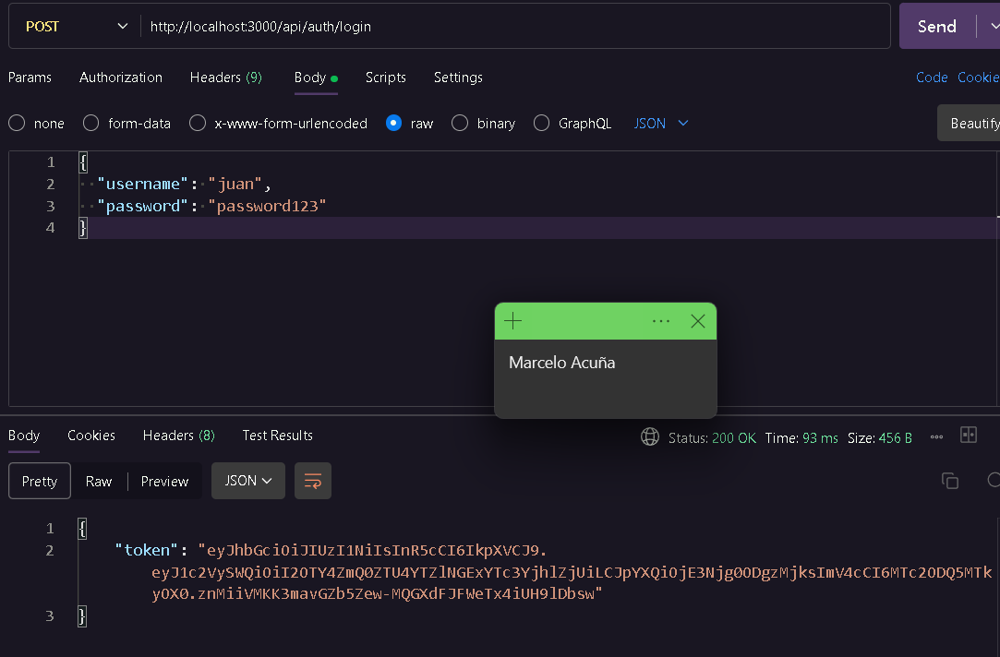 POST http://localhost:3000/api/auth/login Send
Params Authorization Headers (9) Body Scripts Settings Code Cookie
none form-data x-www-form-urlencoded raw binary GraphQL JSON Beautify
1 {
2 "username": "juan",
3 "password": "password123"
4 }
Marcelo Acuña
Body Cookies Headers (8) Test Results Status: 200 OK Time: 93 ms Size: 456 B
Pretty Raw Preview JSON
1 {
2 "token": "eyJhbGciOiJIUzI1NiIsInR5cCI6IkpXVCJ9.
eyJ1c2VySWQiOiI2OTY4ZmQ0ZTU4YTZlNGExYTc3YjhlZjUiLCJpYXQiOjE3Njg0ODgzMjksImV4cCI6MTc2ODQ5MTk
yOX0.znMiiVMKK3mavGZb5Zew-MQGXdFJFWeTx4iUH9lDbsw"
3 }